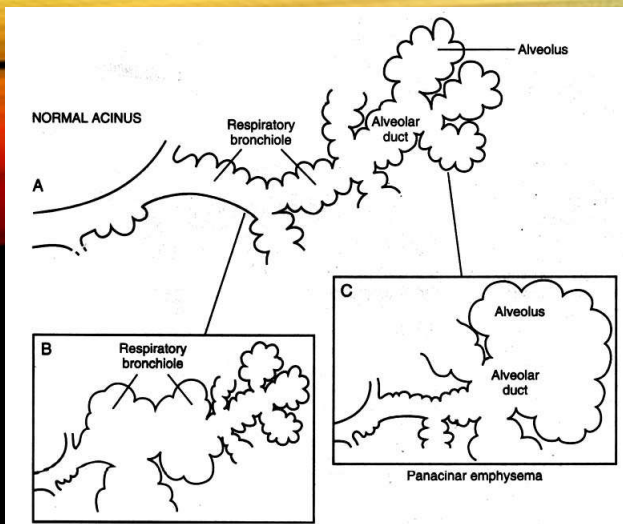 Alveolus
NORMAL ACINUS
Respiratory
bronchiole
Alveolar
duct
A
B
Respiratory
bronchiole
C
Alveolus
Alveolar
duct
Panacinar emphysema